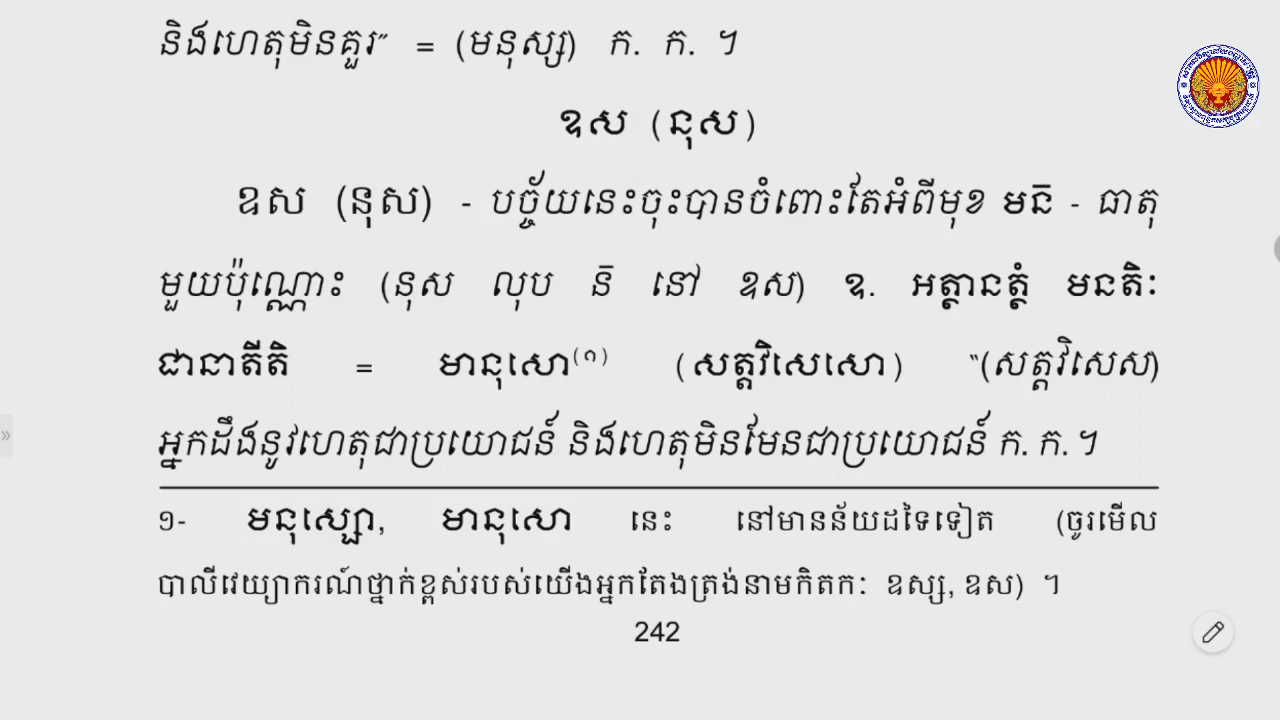 និងហេតុមិនគួរ” = (មនុស្ស) ក. ក. ។
ឧស (នុស)
ឧស (នុស) - បច្ច័យនេះចុះបានចំពោះតែអំពីមុខ មន៑ - ធាតុ
មួយប៉ុណ្ណោះ (នុស លុប ន៑ នៅ ឧស) ឧ. អត្ថានត្ថំ មនតិៈ
ជានាតីតិ = មានុសោ(១) (សត្តវិសេសោ) “(សត្តវិសេស)
អ្នកដឹងនូវហេតុជាប្រយោជន៍ និងហេតុមិនមែនជាប្រយោជន៍ ក. ក. ។
១- មនុស្សោ, មានុសោ នេះ នៅមានន័យដទៃទៀត (ចូរមើល
បាលីវេយ្យាករណ៍ថ្នាក់ខ្ពស់របស់យើងអ្នកតែងត្រង់នាមកិតកៈ ឧស្ស, ឧស) ។
242